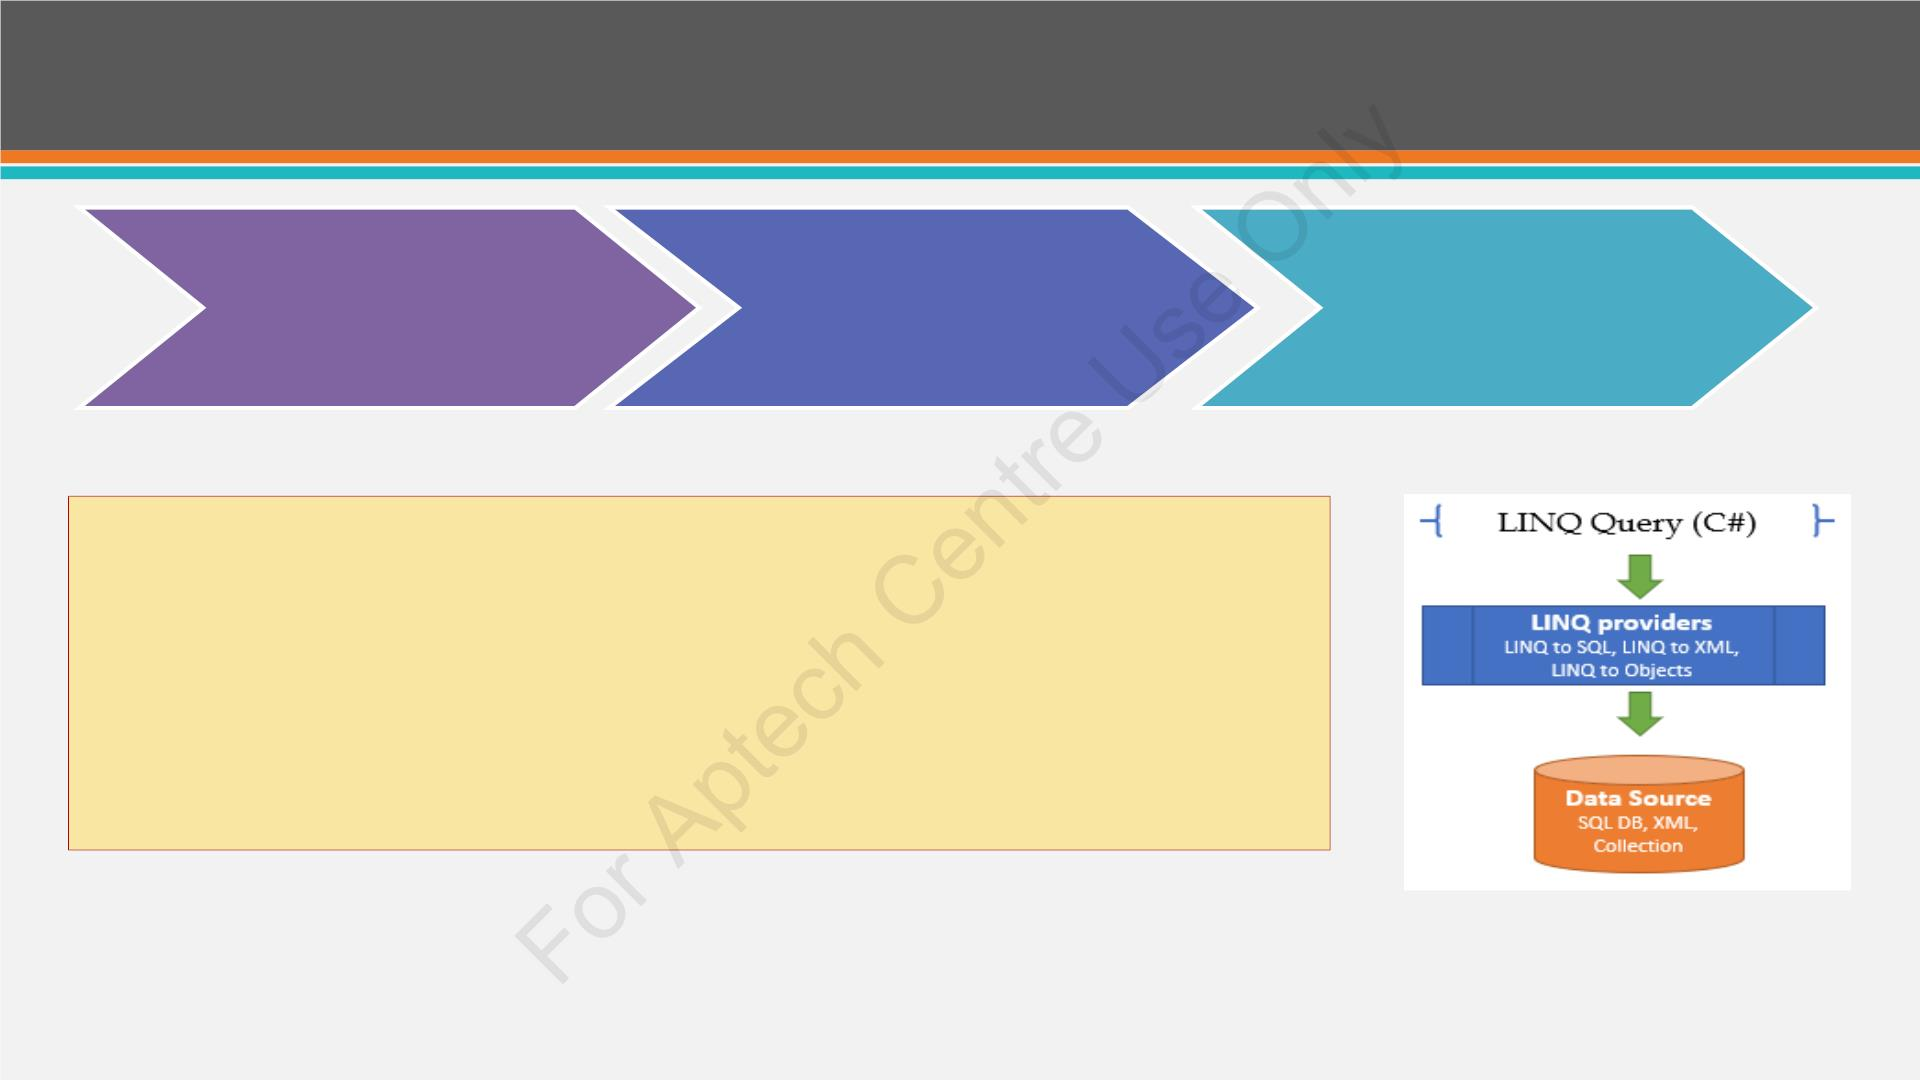 For Aptech Centre Use Only
LINQ Query (C#)
LINQ providers
LINQ to SQL, LINQ to XML,
LINQ to Objects
Data Source
SQL DB, XML,
Collection